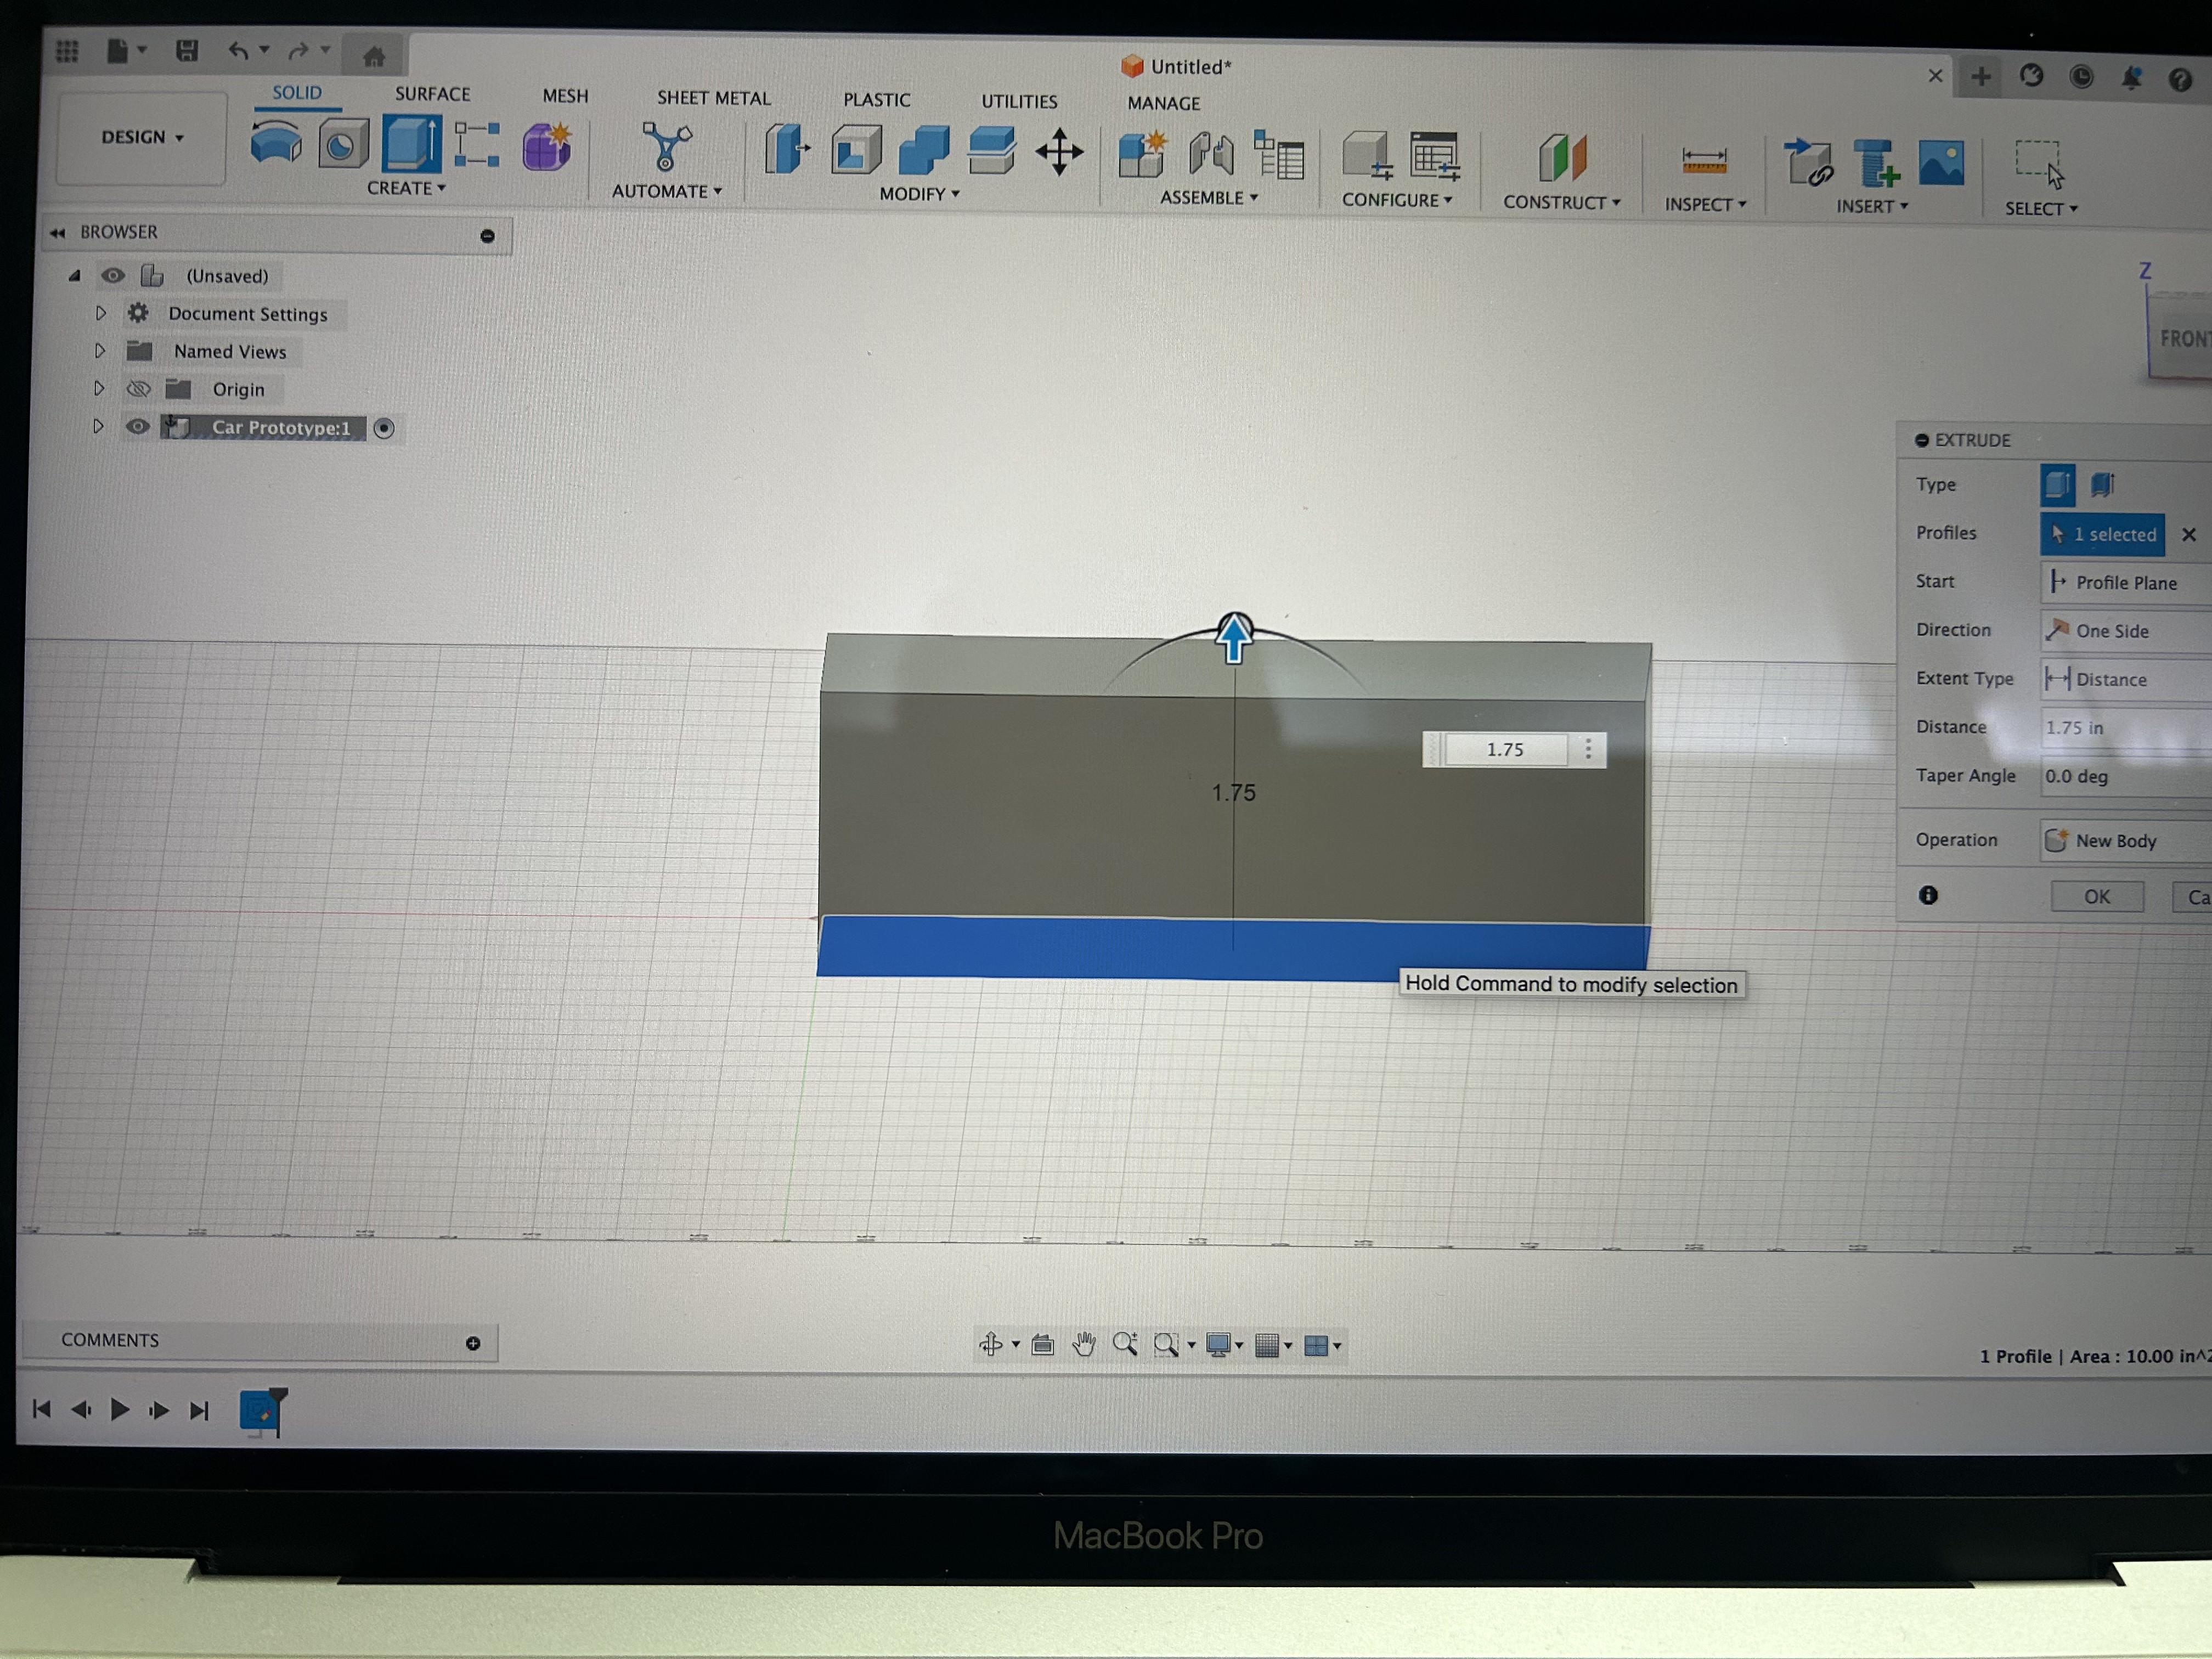 Untitled*
SOLID SURFACE MESH SHEET METAL PLASTIC UTILITIES MANAGE
DESIGN
CREATE AUTOMATE MODIFY ASSEMBLE CONFIGURE CONSTRUCT INSPECT INSERT SELECT
BROWSER
(Unsaved)
Document Settings
Named Views
Origin
Car Prototype:1
Z
FRONT
EXTRUDE
Type
Profiles 1 selected
Start Profile Plane
Direction One Side
Extent Type Distance
Distance 1.75 in
Taper Angle 0.0 deg
Operation New Body
OK Ca
1.75
1.75
Hold Command to modify selection
COMMENTS
1 Profile | Area : 10.00 in^2
MacBook Pro